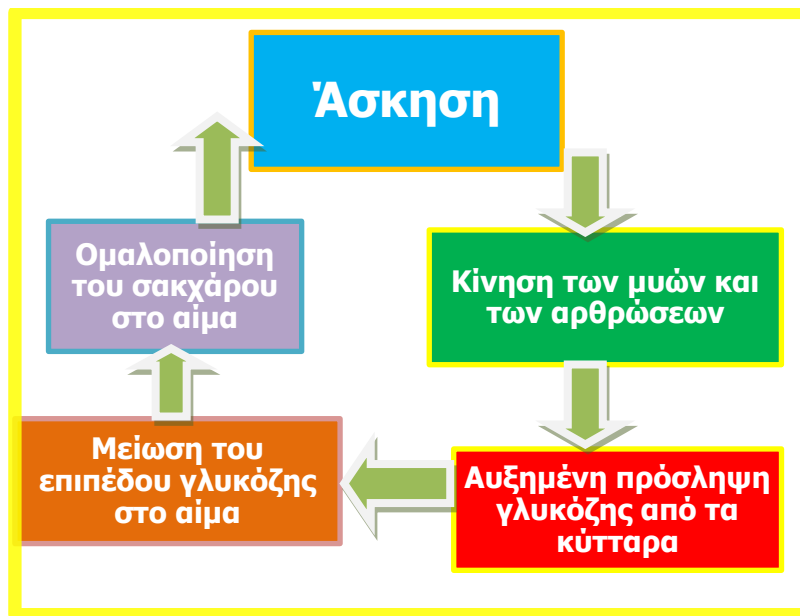 Άσκηση
Κίνηση των μυών και
των αρθρώσεων
Αυξημένη πρόσληψη
γλυκόζης από τα
κύτταρα
Μείωση του
επιπέδου γλυκόζης
στο αίμα
Ομαλοποίηση
του σακχάρου
στο αίμα